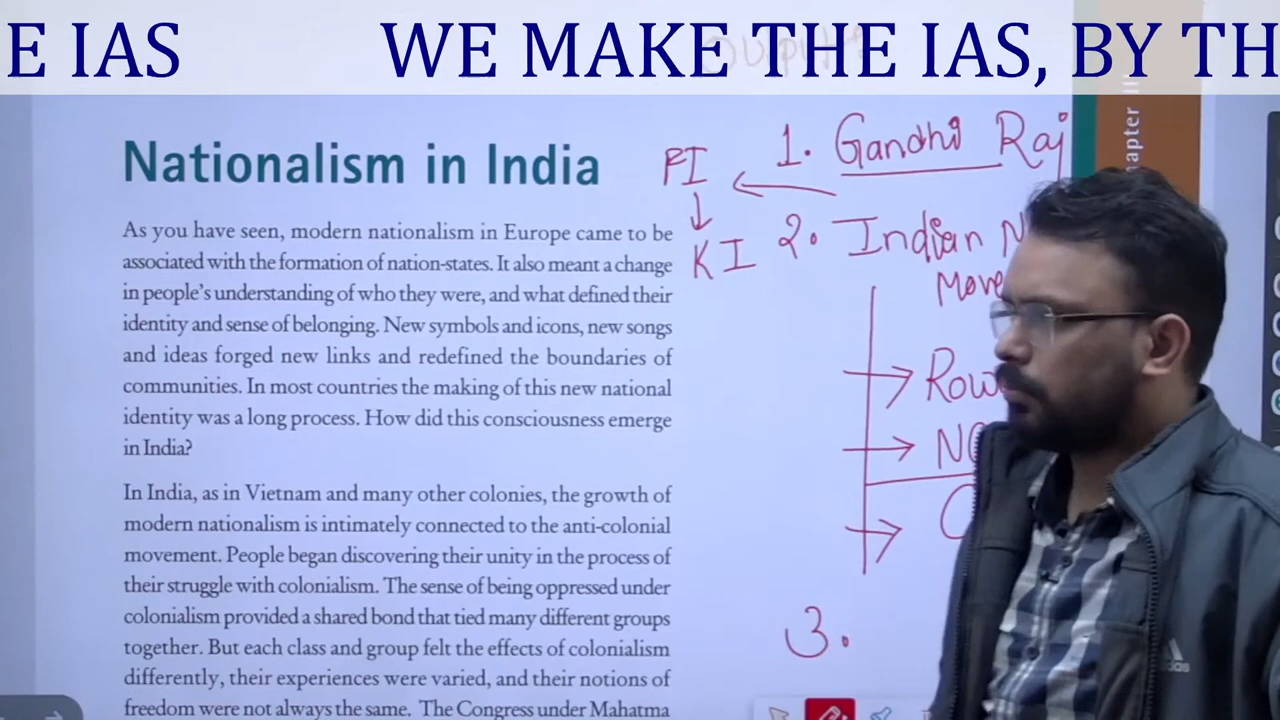 E IAS WE MAKE THE IAS, BY TH
Nationalism in India
As you have seen, modern nationalism in Europe came to be
associated with the formation of nation-states. It also meant a change
in people's understanding of who they were, and what defined their
identity and sense of belonging. New symbols and icons, new songs
and ideas forged new links and redefined the boundaries of
communities. In most countries the making of this new national
identity was a long process. How did this consciousness emerge
in India?
In India, as in Vietnam and many other colonies, the growth of
modern nationalism is intimately connected to the anti-colonial
movement. People began discovering their unity in the process of
their struggle with colonialism. The sense of being oppressed under
colonialism provided a shared bond that tied many different groups
together. But each class and group felt the effects of colonialism
differently, their experiences were varied, and their notions of
freedom were not always the same. The Congress under Mahatma
1. Gandhi Raj
PI
KI
2. Indian N
Move
Row
NC
C
3.
hapter III
adidas